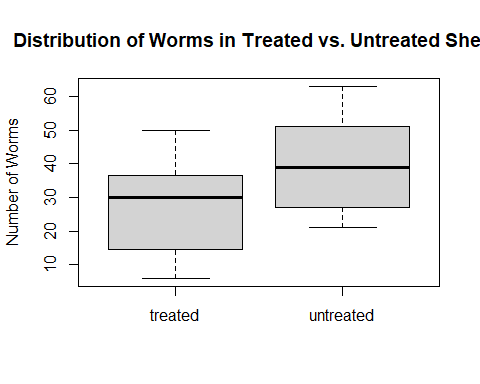 Distribution of Worms in Treated vs. Untreated She
Number of Worms
60
50
40
30
20
10
treated
untreated